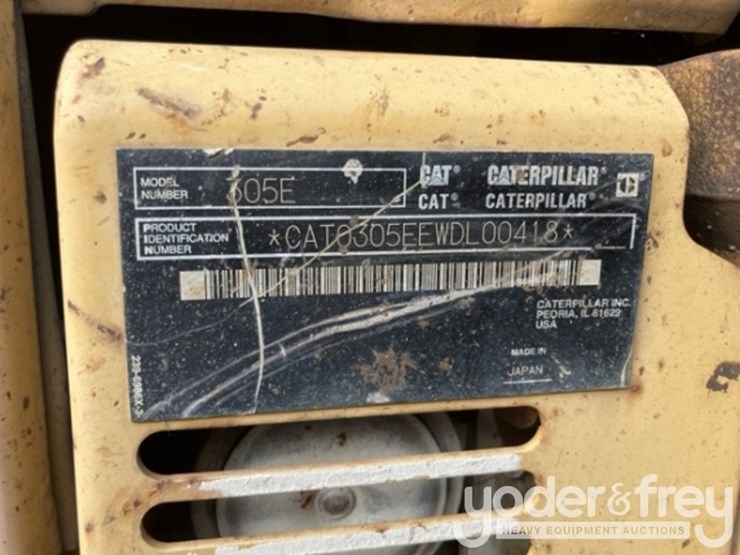 MODEL NUMBER 305E
CAT® CATERPILLAR®
CAT® CATERPILLAR®
PRODUCT IDENTIFICATION NUMBER *CAT0305EEWDL00418*
CATERPILLAR INC.
PEORIA, IL 61629
USA
MADE IN
JAPAN
yoder&frey
HEAVY EQUIPMENT AUCTIONS